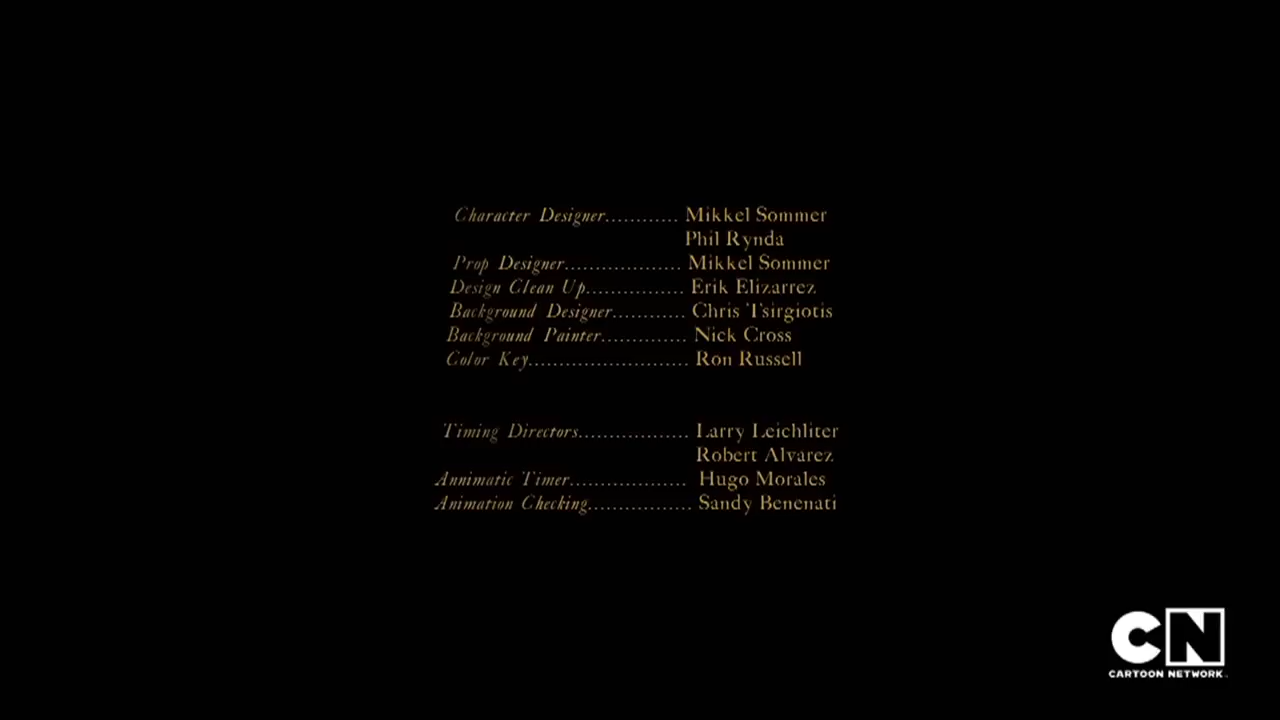 Character Designer............ Mikkel Sommer
Phil Rynda
Prop Designer................... Mikkel Sommer
Design Clean Up................ Erik Elizarrez
Background Designer............ Chris Tsirgiotis
Background Painter.............. Nick Cross
Color Key.......................... Ron Russell
Timing Directors.................. Larry Leichliter
Robert Alvarez
Annimatic Timer................... Hugo Morales
Animation Checking................. Sandy Benenati
CN
CARTOON NETWORK